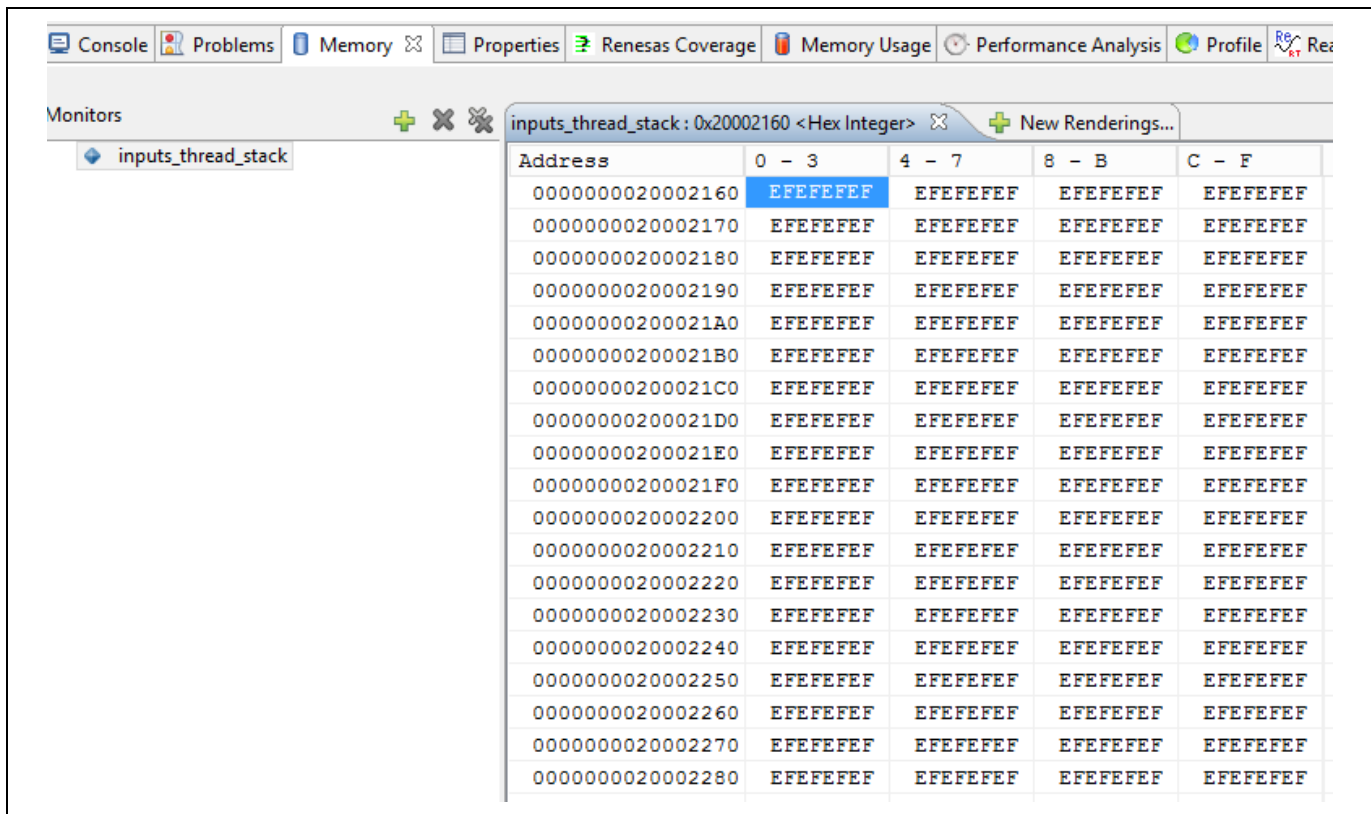 Console Problems Memory Properties Renesas Coverage Memory Usage Performance Analysis Profile Rea
Monitors inputs_thread_stack : 0x20002160 <Hex Integer> New Renderings...
inputs_thread_stack
Address 0 - 3 4 - 7 8 - B C - F
0000000020002160 EFEFEFEF EFEFEFEF EFEFEFEF EFEFEFEF
0000000020002170 EFEFEFEF EFEFEFEF EFEFEFEF EFEFEFEF
0000000020002180 EFEFEFEF EFEFEFEF EFEFEFEF EFEFEFEF
0000000020002190 EFEFEFEF EFEFEFEF EFEFEFEF EFEFEFEF
00000000200021A0 EFEFEFEF EFEFEFEF EFEFEFEF EFEFEFEF
00000000200021B0 EFEFEFEF EFEFEFEF EFEFEFEF EFEFEFEF
00000000200021C0 EFEFEFEF EFEFEFEF EFEFEFEF EFEFEFEF
00000000200021D0 EFEFEFEF EFEFEFEF EFEFEFEF EFEFEFEF
00000000200021E0 EFEFEFEF EFEFEFEF EFEFEFEF EFEFEFEF
00000000200021F0 EFEFEFEF EFEFEFEF EFEFEFEF EFEFEFEF
0000000020002200 EFEFEFEF EFEFEFEF EFEFEFEF EFEFEFEF
0000000020002210 EFEFEFEF EFEFEFEF EFEFEFEF EFEFEFEF
0000000020002220 EFEFEFEF EFEFEFEF EFEFEFEF EFEFEFEF
0000000020002230 EFEFEFEF EFEFEFEF EFEFEFEF EFEFEFEF
0000000020002240 EFEFEFEF EFEFEFEF EFEFEFEF EFEFEFEF
0000000020002250 EFEFEFEF EFEFEFEF EFEFEFEF EFEFEFEF
0000000020002260 EFEFEFEF EFEFEFEF EFEFEFEF EFEFEFEF
0000000020002270 EFEFEFEF EFEFEFEF EFEFEFEF EFEFEFEF
0000000020002280 EFEFEFEF EFEFEFEF EFEFEFEF EFEFEFEF